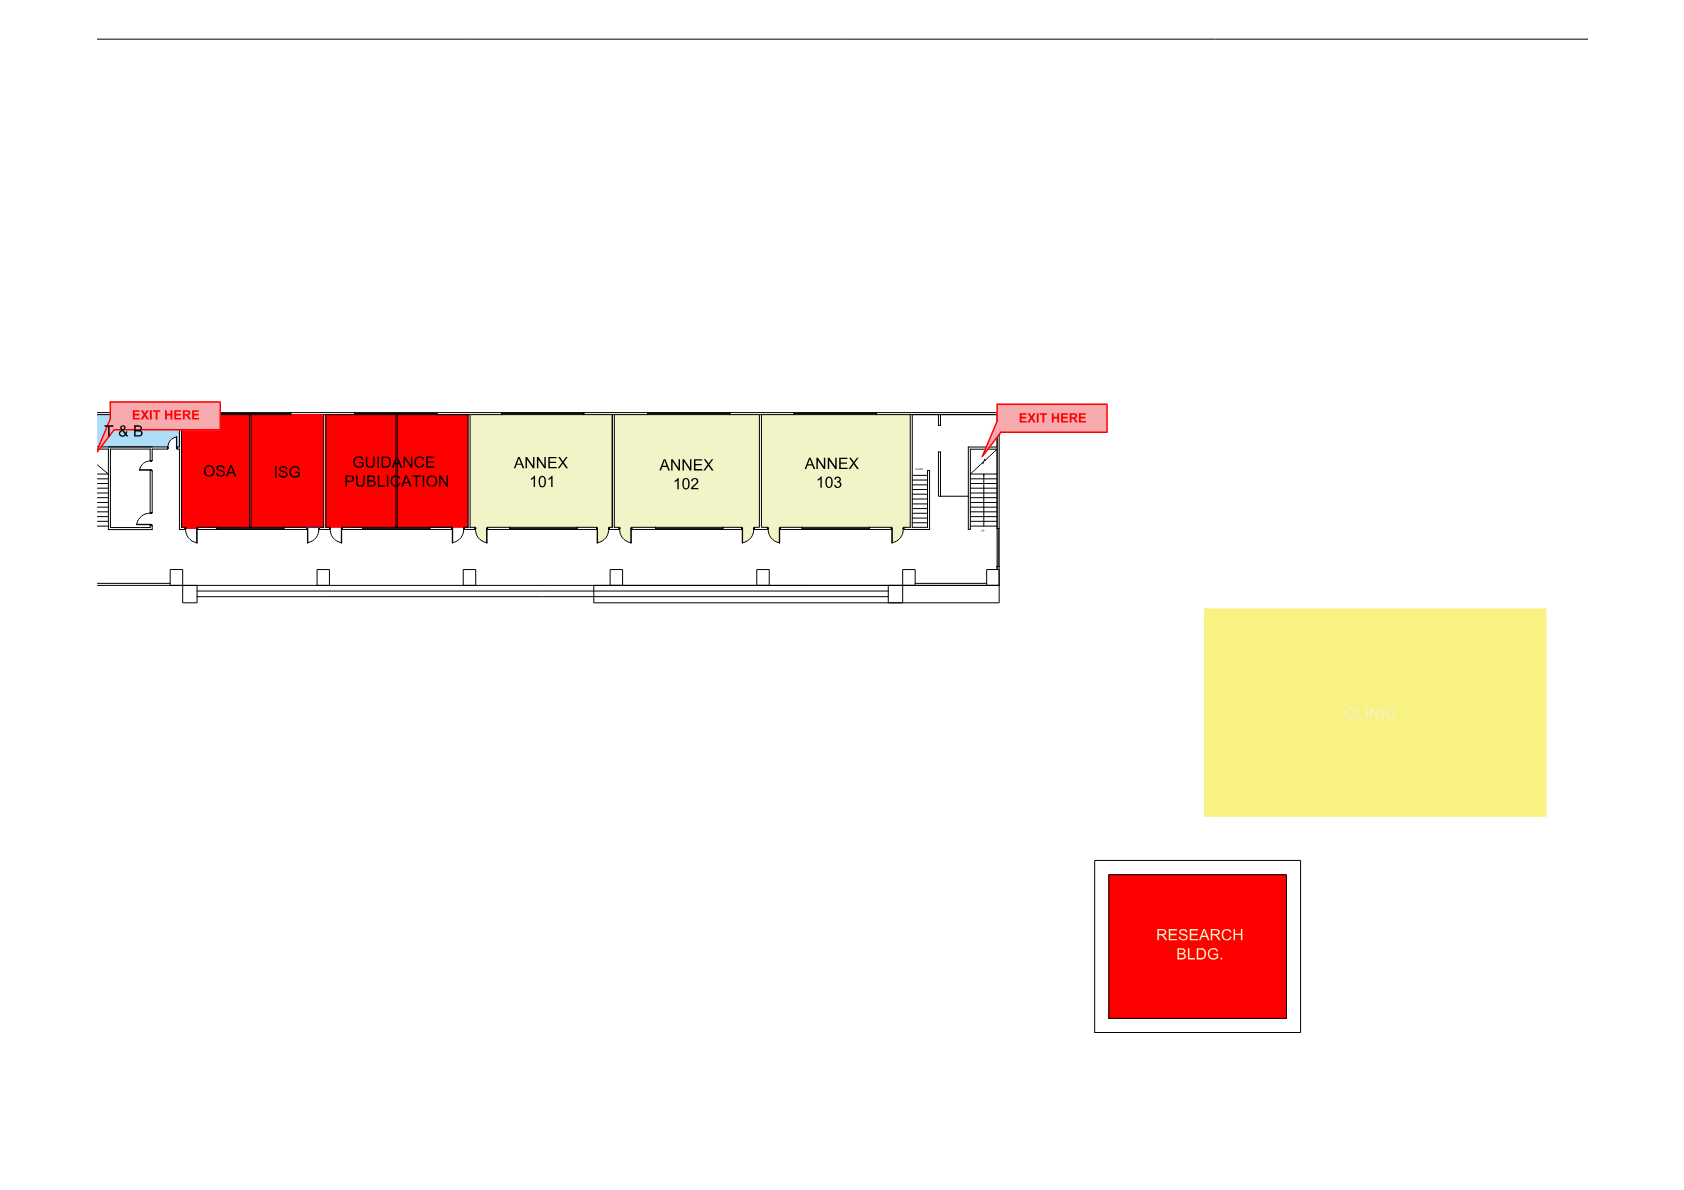 EXIT HERE
T & B
OSA
ISG
GUIDANCE
PUBLICATION
ANNEX
101
ANNEX
102
ANNEX
103
EXIT HERE
CLINIC
RESEARCH
BLDG.